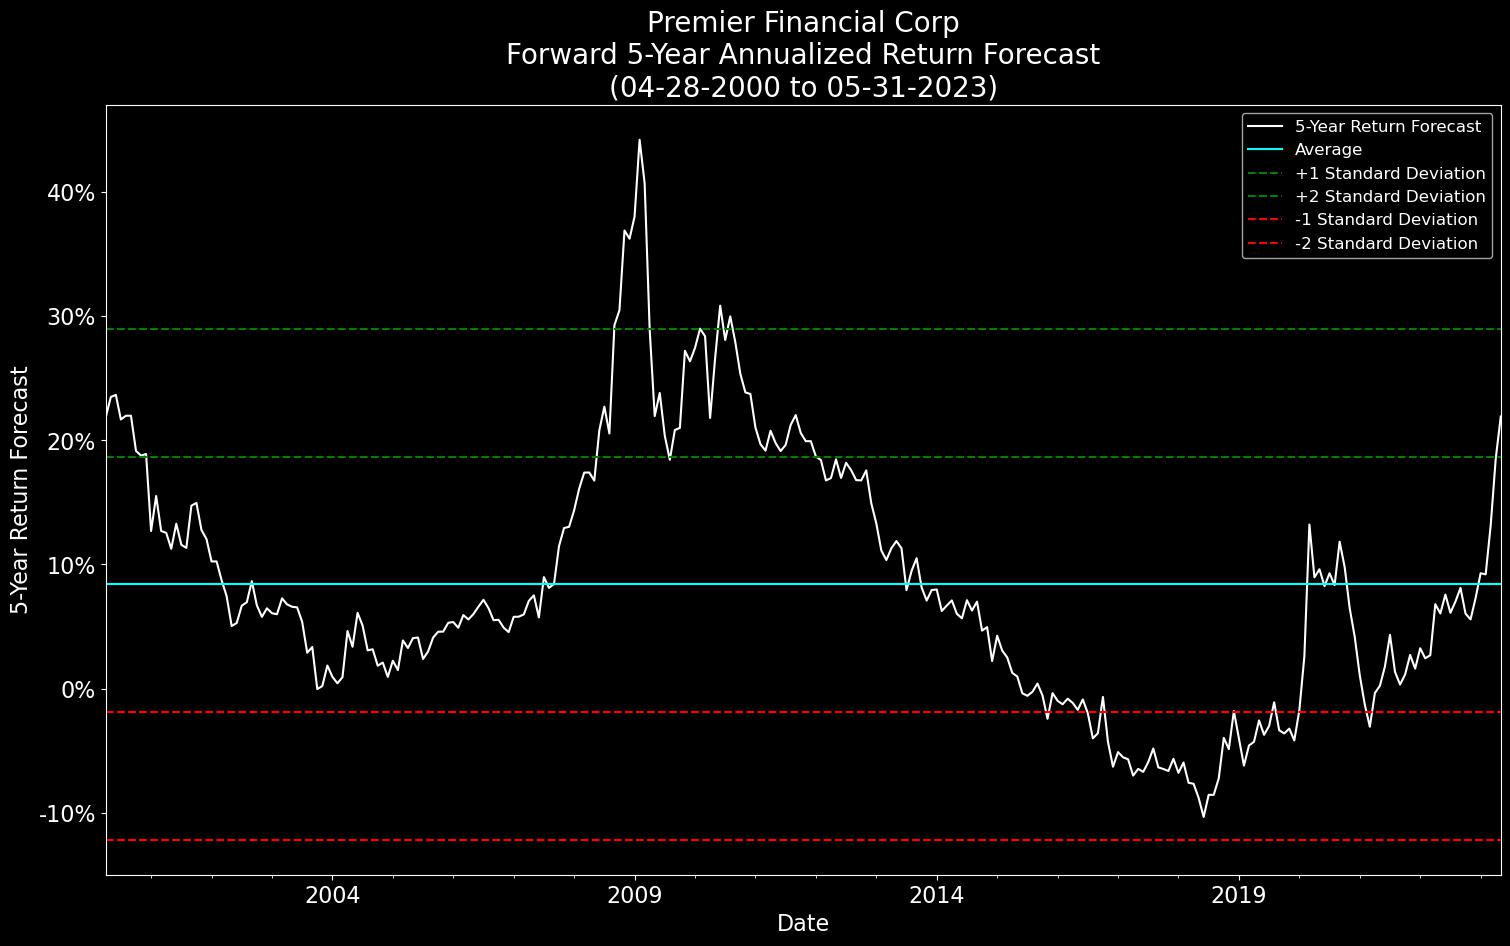 Premier Financial Corp
Forward 5-Year Annualized Return Forecast
(04-28-2000 to 05-31-2023)
5-Year Return Forecast
Average
+1 Standard Deviation
+2 Standard Deviation
-1 Standard Deviation
-2 Standard Deviation
40%
30%
20%
10%
0%
-10%
5-Year Return Forecast
2004
2009
2014
2019
Date